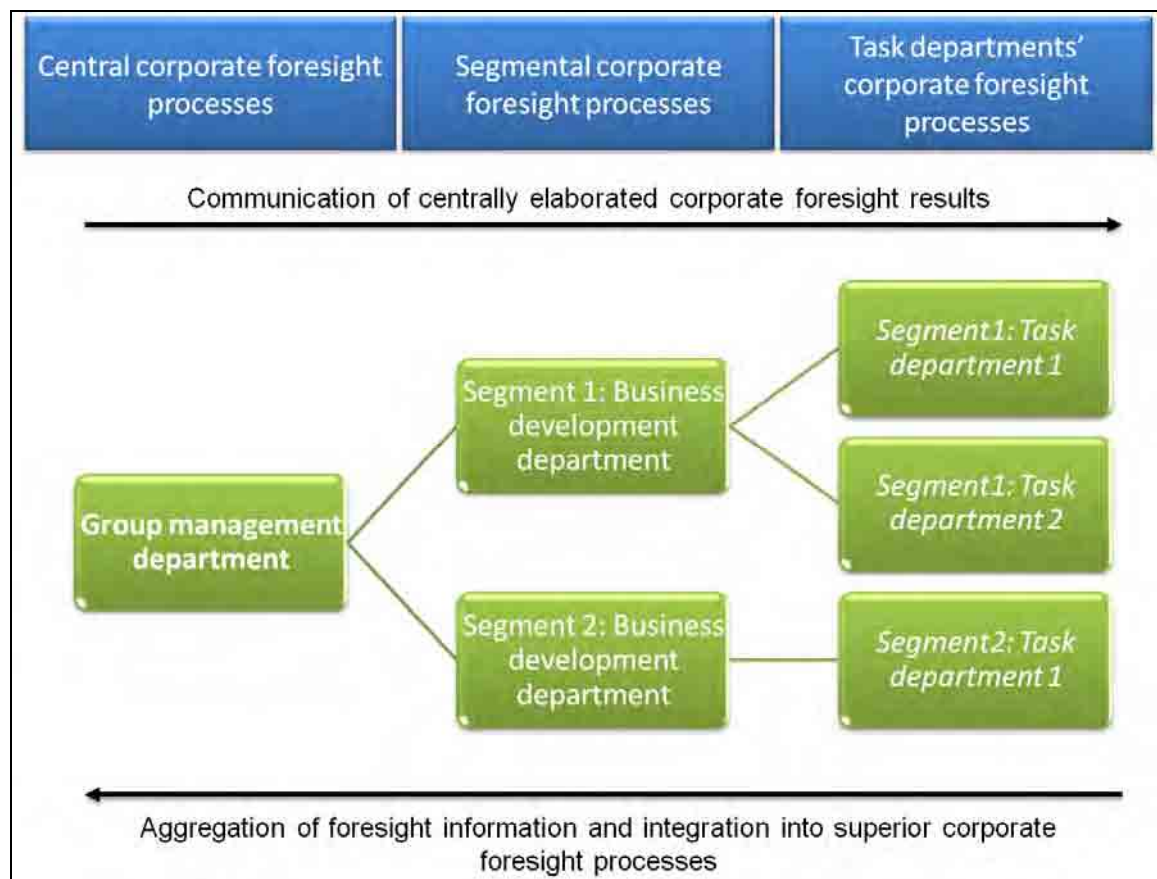 Central corporate foresight
processes
Segmental corporate
foresight processes
Task departments'
corporate foresight
processes
Communication of centrally elaborated corporate foresight results
Segment1: Task
department 1
Segment 1: Business
development
department
Segment1: Task
department 2
Group management
department
Segment 2: Business
development
department
Segment2: Task
department 1
Aggregation of foresight information and integration into superior corporate
foresight processes